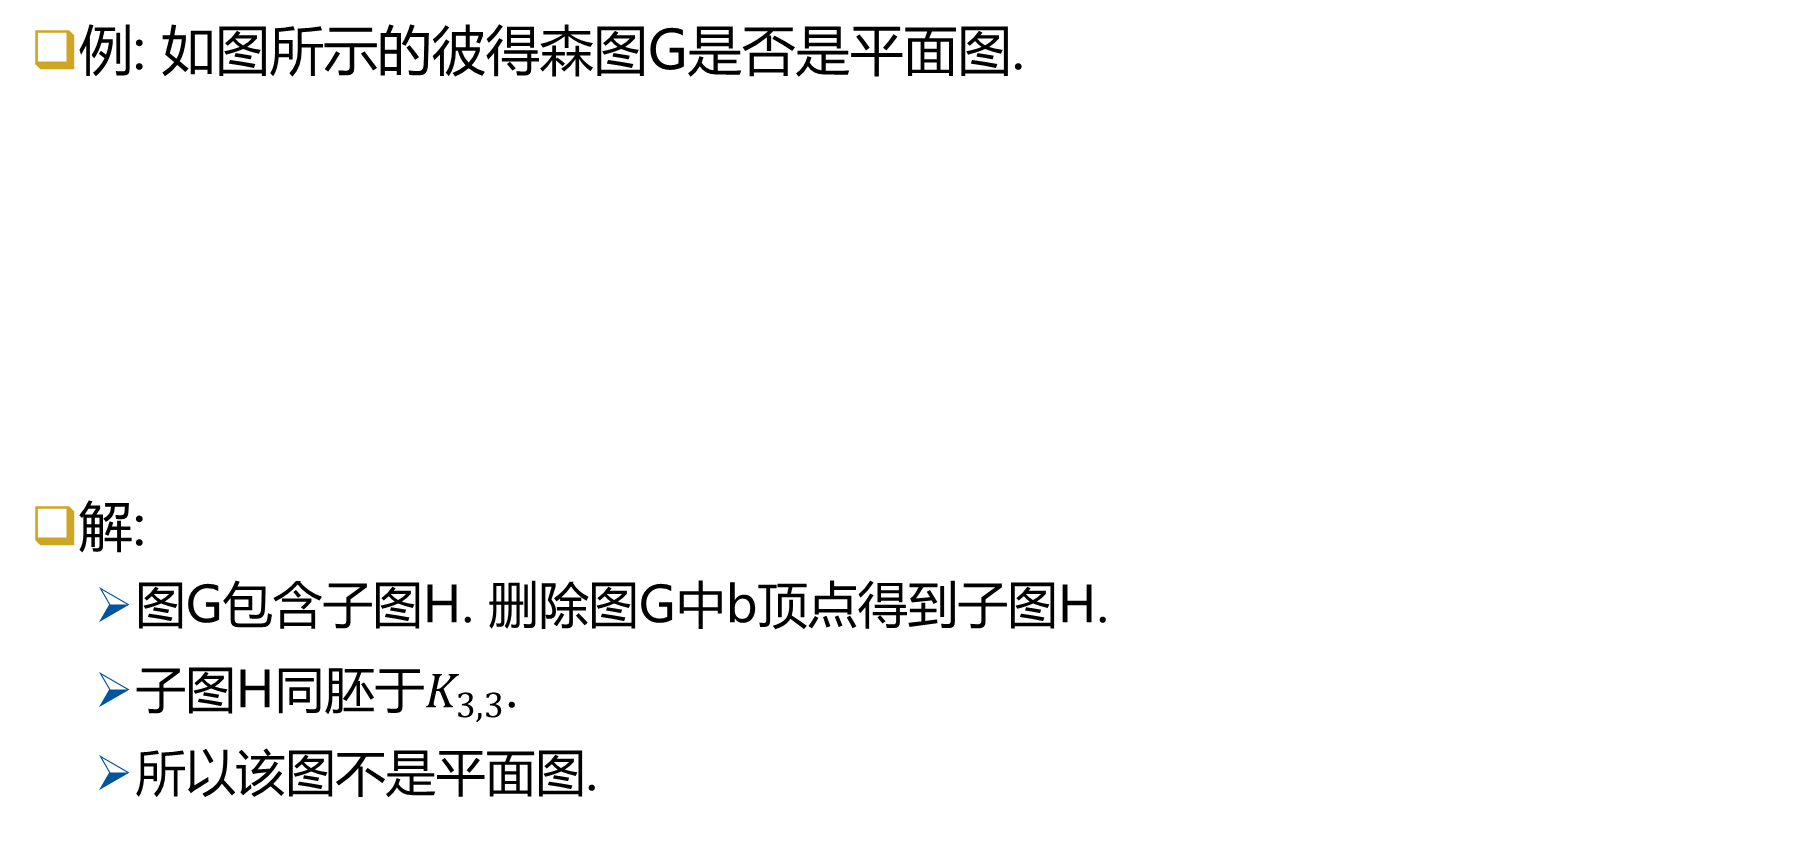 例: 如图所示的彼得森图G是否是平面图.
解:
图G包含子图H. 删除图G中b顶点得到子图H.
子图H同胚于K3,3.
所以该图不是平面图.